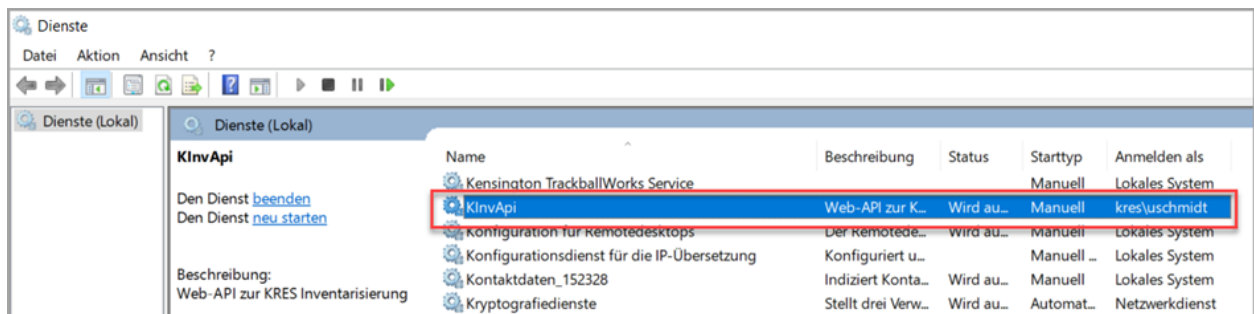 Dienste
Datei Aktion Ansicht ?
Dienste (Lokal)
Dienste (Lokal)
KInvApi
Den Dienst beenden
Den Dienst neu starten
Beschreibung:
Web-API zur KRES Inventarisierung
Name Beschreibung Status Starttyp Anmelden als
Kensington TrackballWorks Service Manuell Lokales System
KInvApi Web-API zur K... Wird au... Manuell kres\uschmidt
Konfiguration für Remotedesktops Der Remotede... Wird au... Manuell Lokales System
Konfigurationsdienst für die IP-Übersetzung Konfiguriert u... Manuell ... Lokales System
Kontaktdaten_152328 Indiziert Konta... Wird au... Manuell Lokales System
Kryptografiedienste Stellt drei Verw... Wird au... Automat... Netzwerkdienst